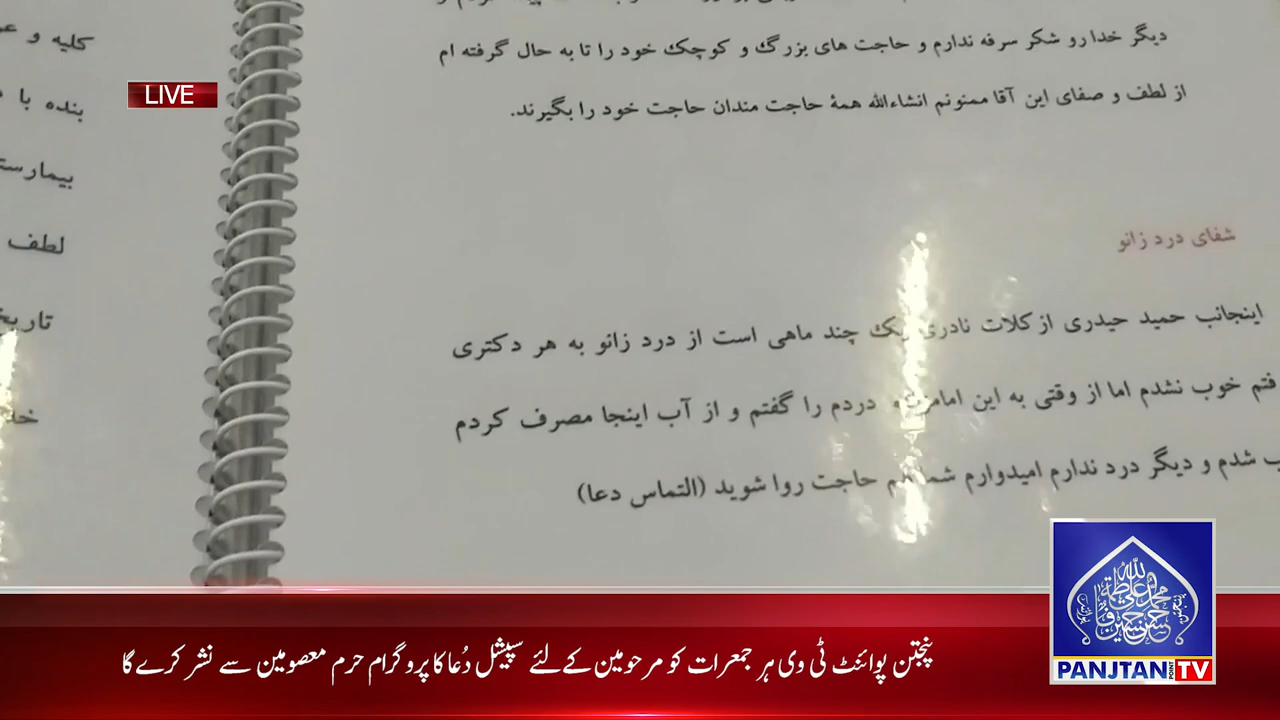 دیگر خدا رو شکر سرفه ندارم و حاجت های بزرگ و کوچک خود را تا به حال گرفته ام
از لطف و صفای این آقا ممنونم انشاءالله همهٔ حاجت مندان حاجت خود را بگیرند.
شفای درد زانو
اینجانب حمید حیدری از کلات نادری یک چند ماهی است از درد زانو به هر دکتری
فتم خوب نشدم اما از وقتی به این دردم را گفتم و از آب اینجا مصرف کردم
شدم و دیگر درد ندارم امیدوارم حاجت روا شوید (التماس دعا)
کلیه و
بنده با
لطف
LIVE
پنجتن پوائنٹ ٹی وی ہر جمعرات کو مرحومین کے لئے سپیشل دُعا کا پروگرام حرم معصومین سے نشر کرے گا
PANJTAN POINT TV